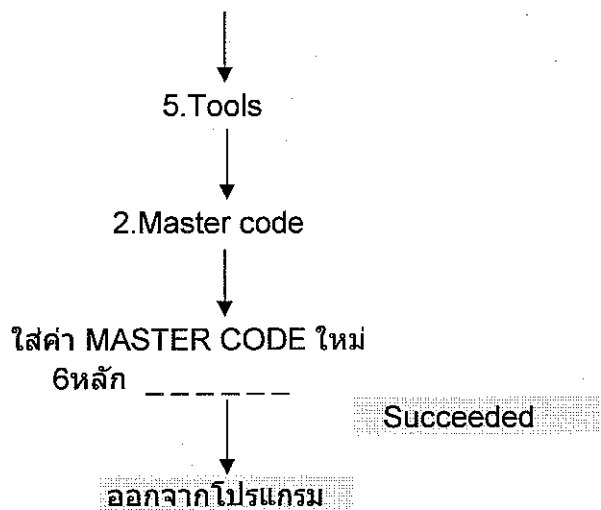 5.Tools
2.Master code
ใส่ค่า MASTER CODE ใหม่
6หลัก _ _ _ _ _ _
Succeeded
ออกจากโปรแกรม